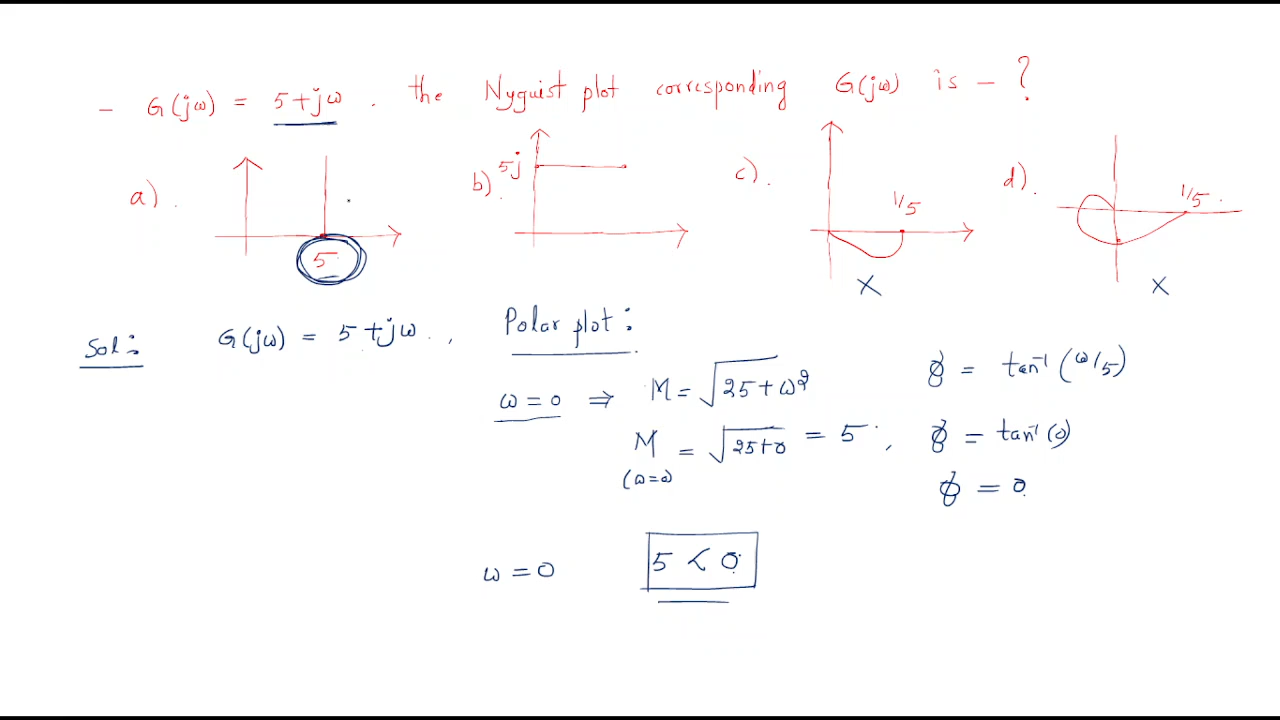 - G(jω) = 5+jω . the Nyquist plot corresponding G(jω) is - ?
a). 5
b). 5j
c). 1/5 X
d). 1/5 X
Sol: G(jω) = 5+jω . , Polar plot :
ω = 0 ⇒ M = √25+ω² ϕ = tan⁻¹ (ω/5)
M (ω=0) = √25+0 = 5 , ϕ = tan⁻¹ (0)
ϕ = 0
ω = 0 5 < 0